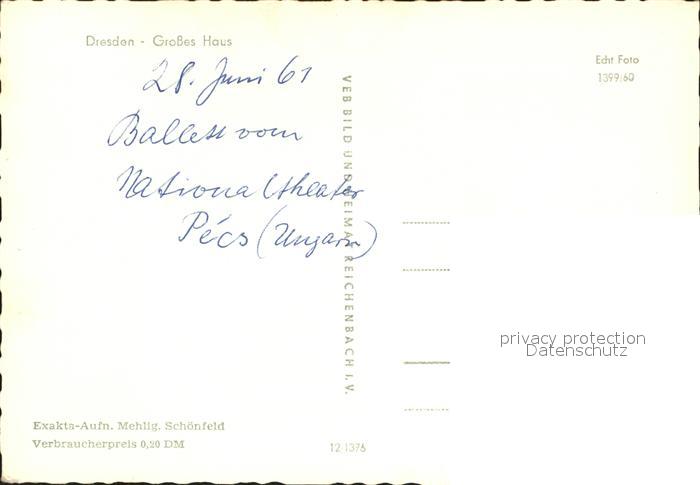 Dresden - Großes Haus
Echt Foto
1399/60
28. Juni 61
Ballett vom
Nationaltheater
Pécs (Ungarn)
VEB BILD UND HEIMAT REICHENBACH I. V.
privacy protection
Datenschutz
Exakta-Aufn. Mehlig, Schönfeld
Verbraucherpreis 0,20 DM
12 1376